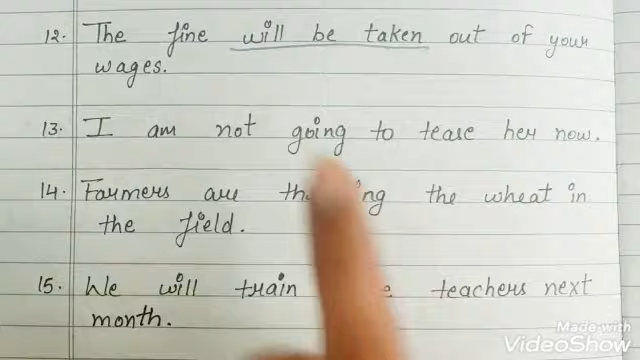 12. The fine will be taken out of your
wages.
13. I am not going to tease her now.
14. Farmers are the wheat in
the field.
15. We will train teachers next
month.
Made with
VideoShow